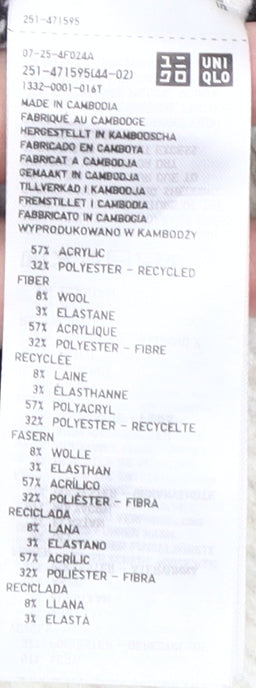 251-471595
07-25-4F024A
251-471595(44-02)
1332-0001-016T
ユニ
クロ
UNI
QLO
MADE IN CAMBODIA
FABRIQUÉ AU CAMBODGE
HERGESTELLT IN KAMBODSCHA
FABRICADO EN CAMBOYA
FABRICAT A CAMBODJA
GEMAAKT IN CAMBODJA
TILLVERKAD I KAMBODJA
FREMSTILLET I CAMBODIA
FABBRICATO IN CAMBOGIA
WYPRODUKOWANO W KAMBODŻY
57% ACRYLIC
32% POLYESTER - RECYCLED
FIBER
8% WOOL
3% ELASTANE
57% ACRYLIQUE
32% POLYESTER - FIBRE
RECYCLÉE
8% LAINE
3% ÉLASTHANNE
57% POLYACRYL
32% POLYESTER - RECYCELTE
FASERN
8% WOLLE
3% ELASTHAN
57% ACRÍLICO
32% POLIÉSTER - FIBRA
RECICLADA
8% LANA
3% ELASTANO
57% ACRÍLIC
32% POLIÈSTER - FIBRA
RECICLADA
8% LLANA
3% ELASTÀ